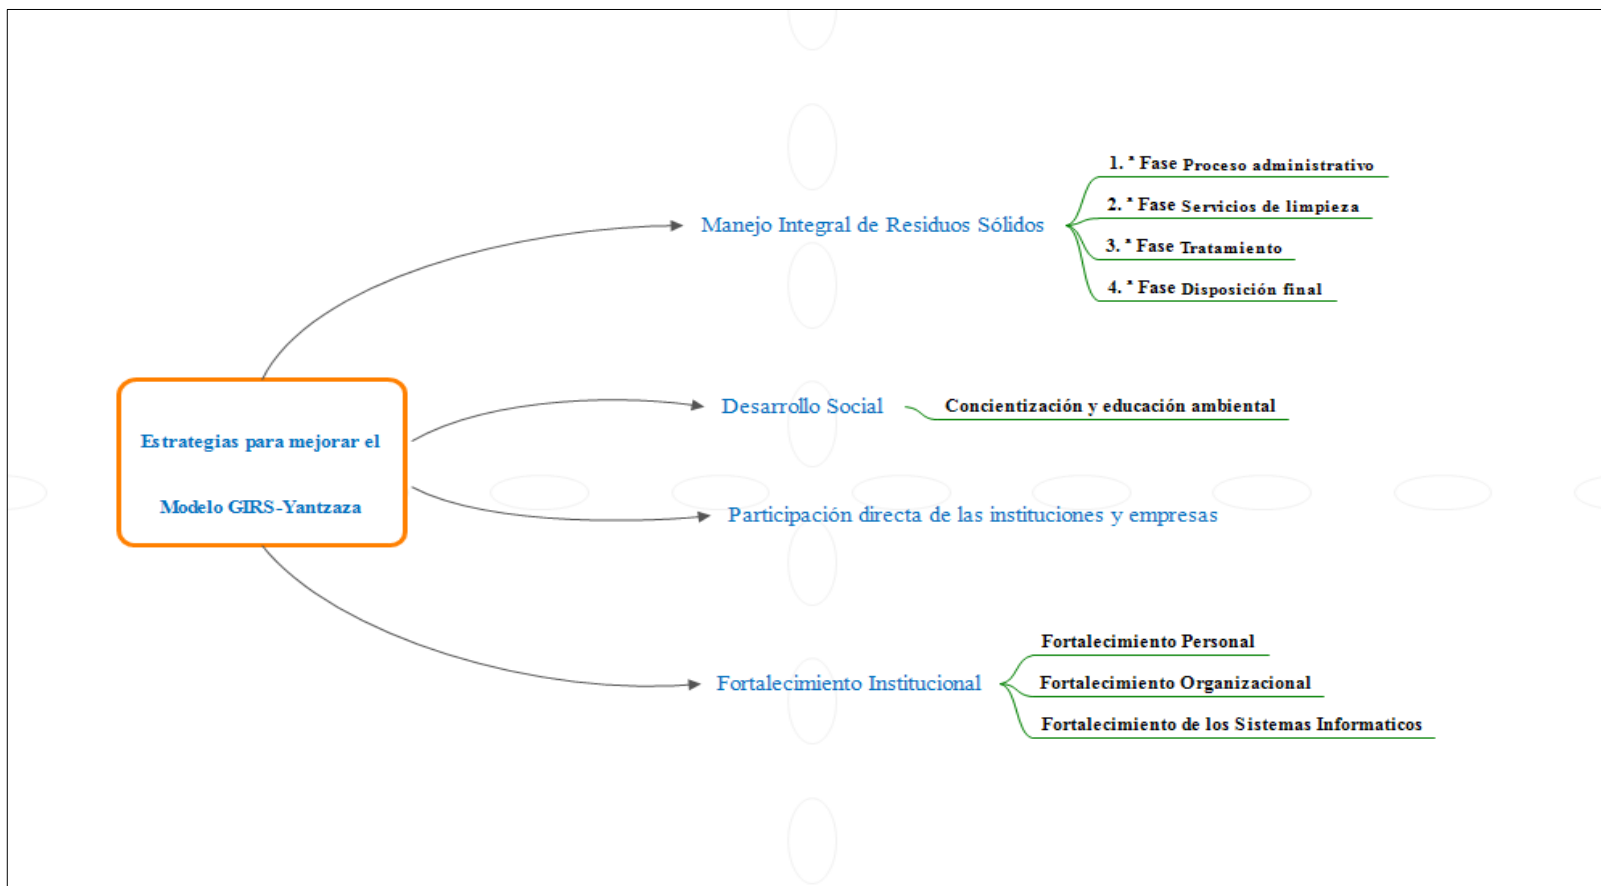 Estrategias para mejorar el
Modelo GIRS-Yantzaza
Manejo Integral de Residuos Sólidos
1. ª Fase Proceso administrativo
2. ª Fase Servicios de limpieza
3. ª Fase Tratamiento
4. ª Fase Disposición final
Desarrollo Social
Concientización y educación ambiental
Participación directa de las instituciones y empresas
Fortalecimiento Institucional
Fortalecimiento Personal
Fortalecimiento Organizacional
Fortalecimiento de los Sistemas Informaticos